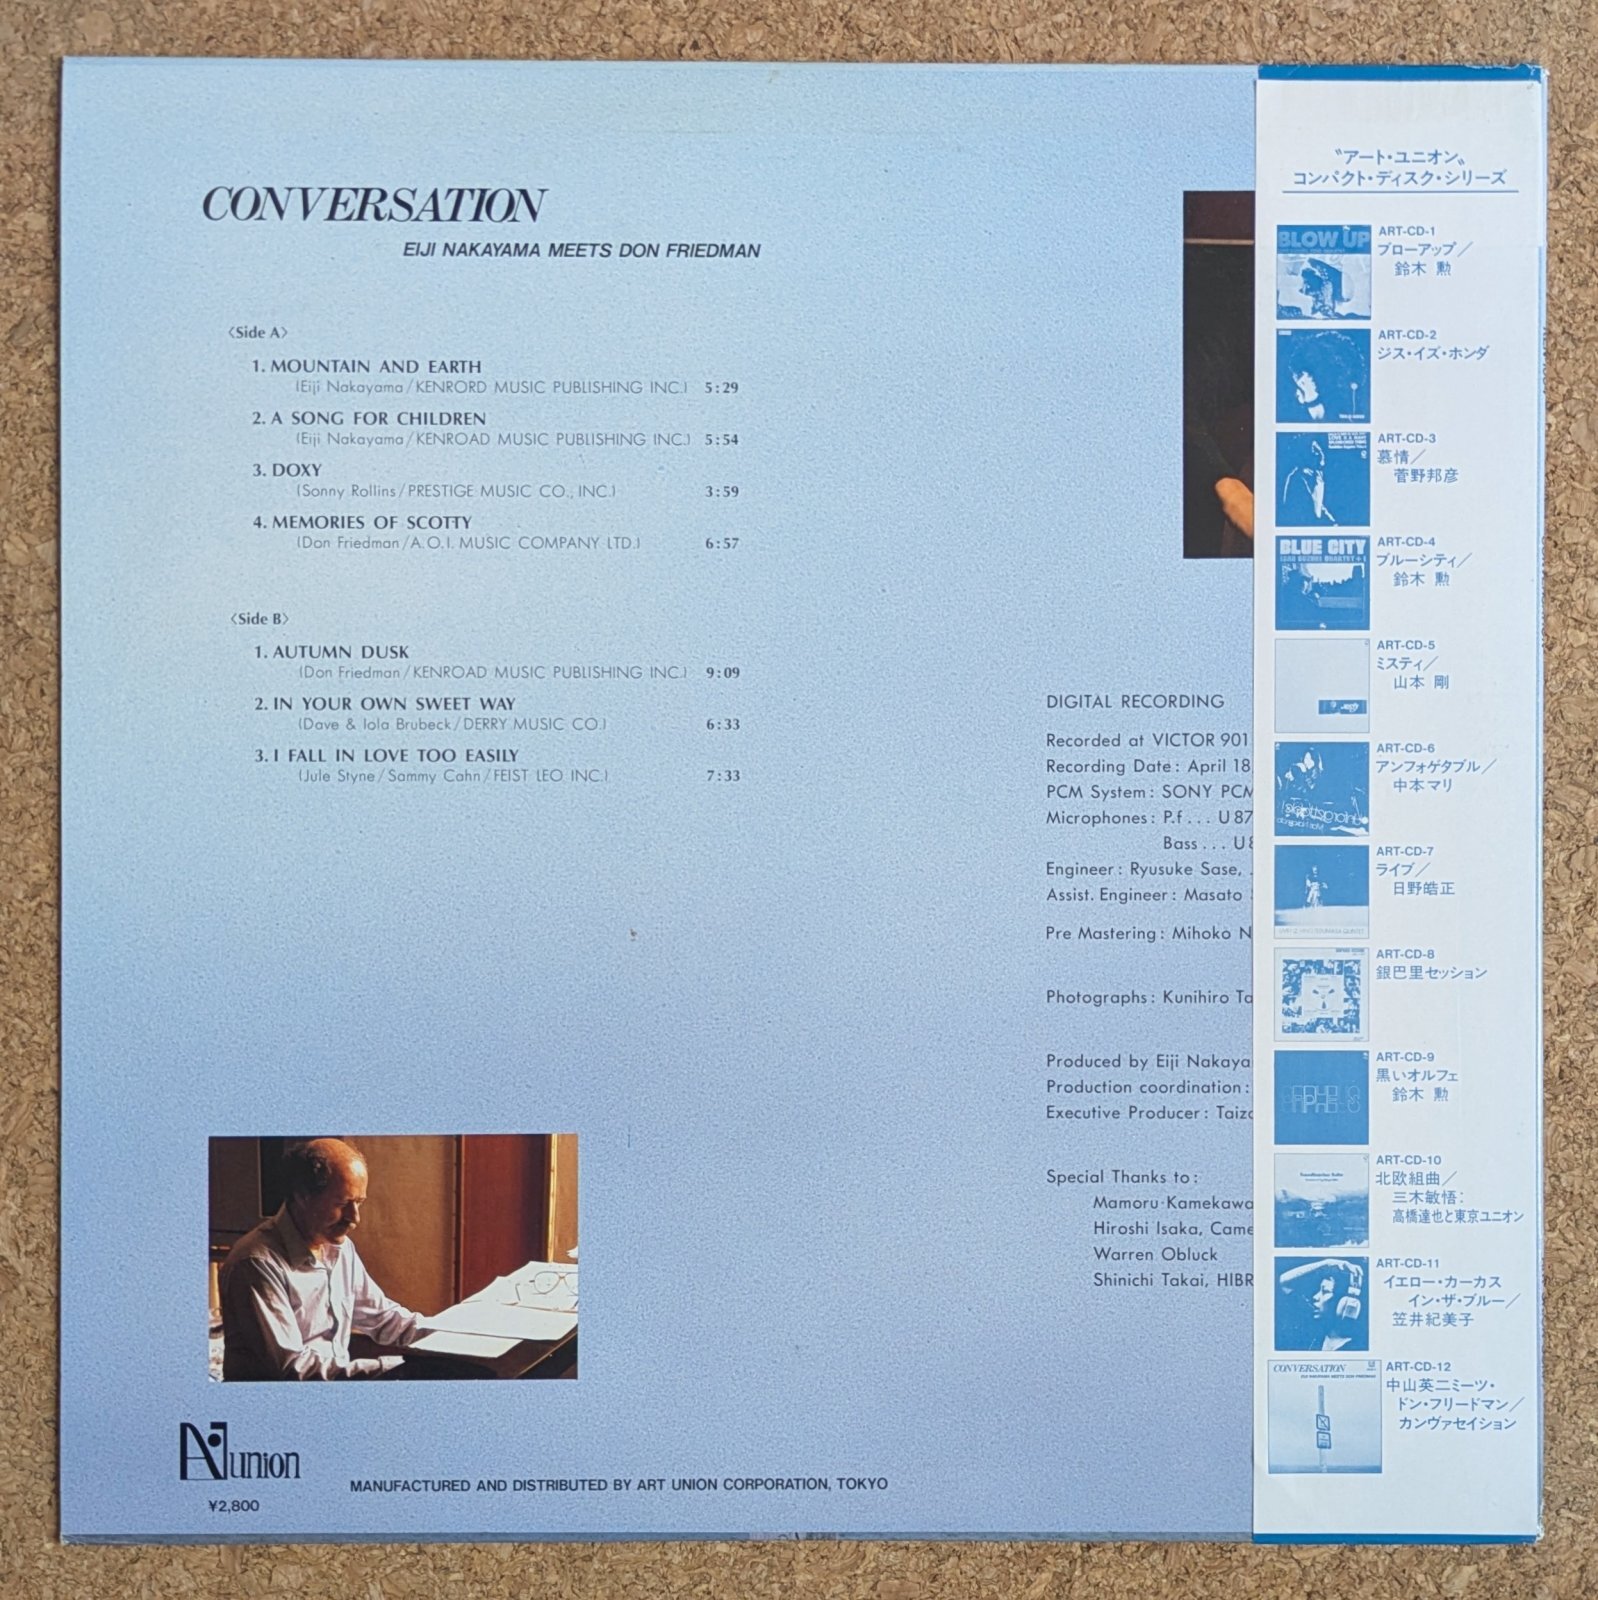 CONVERSATION
EIJI NAKAYAMA MEETS DON FRIEDMAN
〈Side A〉
1. MOUNTAIN AND EARTH
(Eiji Nakayama/KENRORD MUSIC PUBLISHING INC.) 5:29
2. A SONG FOR CHILDREN
(Eiji Nakayama/KENROAD MUSIC PUBLISHING INC.) 5:54
3. DOXY
(Sonny Rollins/PRESTIGE MUSIC CO., INC.) 3:59
4. MEMORIES OF SCOTTY
(Don Friedman/A.O.I. MUSIC COMPANY LTD.) 6:57
〈Side B〉
1. AUTUMN DUSK
(Don Friedman/KENROAD MUSIC PUBLISHING INC.) 9:09
2. IN YOUR OWN SWEET WAY
(Dave & Iola Brubeck/DERRY MUSIC CO.) 6:33
3. I FALL IN LOVE TOO EASILY
(Jule Styne/Sammy Cahn/FEIST LEO INC.) 7:33
DIGITAL RECORDING
Recorded at VICTOR 901
Recording Date: April 18,
PCM System: SONY PCM
Microphones: P.f... U 87
Bass... U
Engineer: Ryusuke Sase,
Assist. Engineer: Masato
Pre Mastering: Mihoko N
Photographs: Kunihiro Ta
Produced by Eiji Nakaya
Production coordination:
Executive Producer: Taiz
Special Thanks to:
Mamoru Kamekawa
Hiroshi Isaka, Came
Warren Obluck
Shinichi Takai, HIBR
Art union
¥2,800
MANUFACTURED AND DISTRIBUTED BY ART UNION CORPORATION, TOKYO
〝アート・ユニオン〟
コンパクト・ディスク・シリーズ
BLOW UP
ART-CD-1
ブローアップ／
鈴木 勲
ART-CD-2
ジス・イズ・ホンダ
ART-CD-3
慕情／
菅野邦彦
BLUE CITY
ISAO SUZUKI QUARTET+1
ART-CD-4
ブルーシティ／
鈴木 勲
ART-CD-5
ミスティ／
山本 剛
ART-CD-6
アンフォゲタブル／
中本マリ
ART-CD-7
ライブ／
日野皓正
ART-CD-8
銀巴里セッション
ART-CD-9
黒いオルフェ
鈴木 勲
ART-CD-10
北欧組曲／
三木敏悟：
高橋達也と東京ユニオン
ART-CD-11
イエロー・カーカス
イン・ザ・ブルー／
笠井紀美子
CONVERSATION
EIJI NAKAYAMA MEETS DON FRIEDMAN
ART-CD-12
中山英二ミーツ・
ドン・フリードマン／
カンヴァセイション